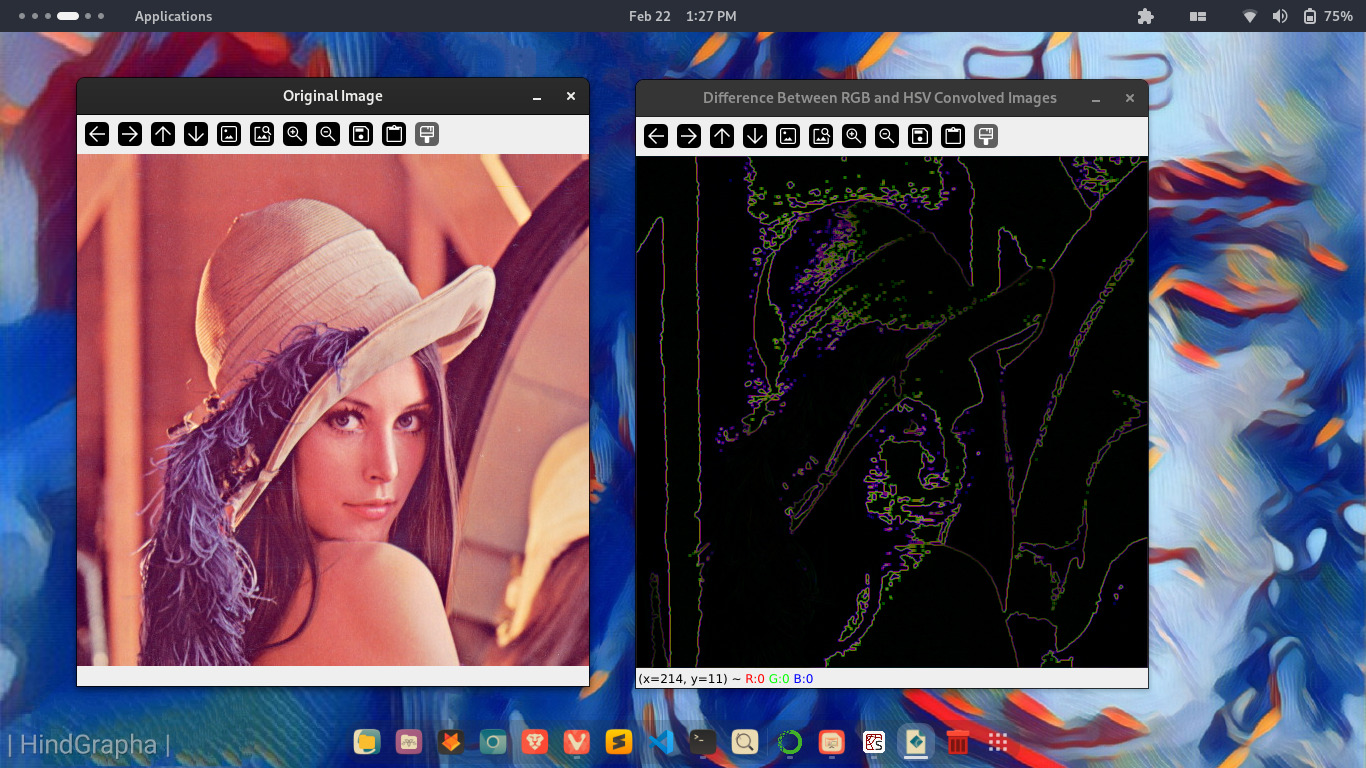 Applications
Feb 22 1:27 PM
75%
Original Image
Difference Between RGB and HSV Convolved Images
(x=214, y=11) ~ R:0 G:0 B:0
| HindGrapha |